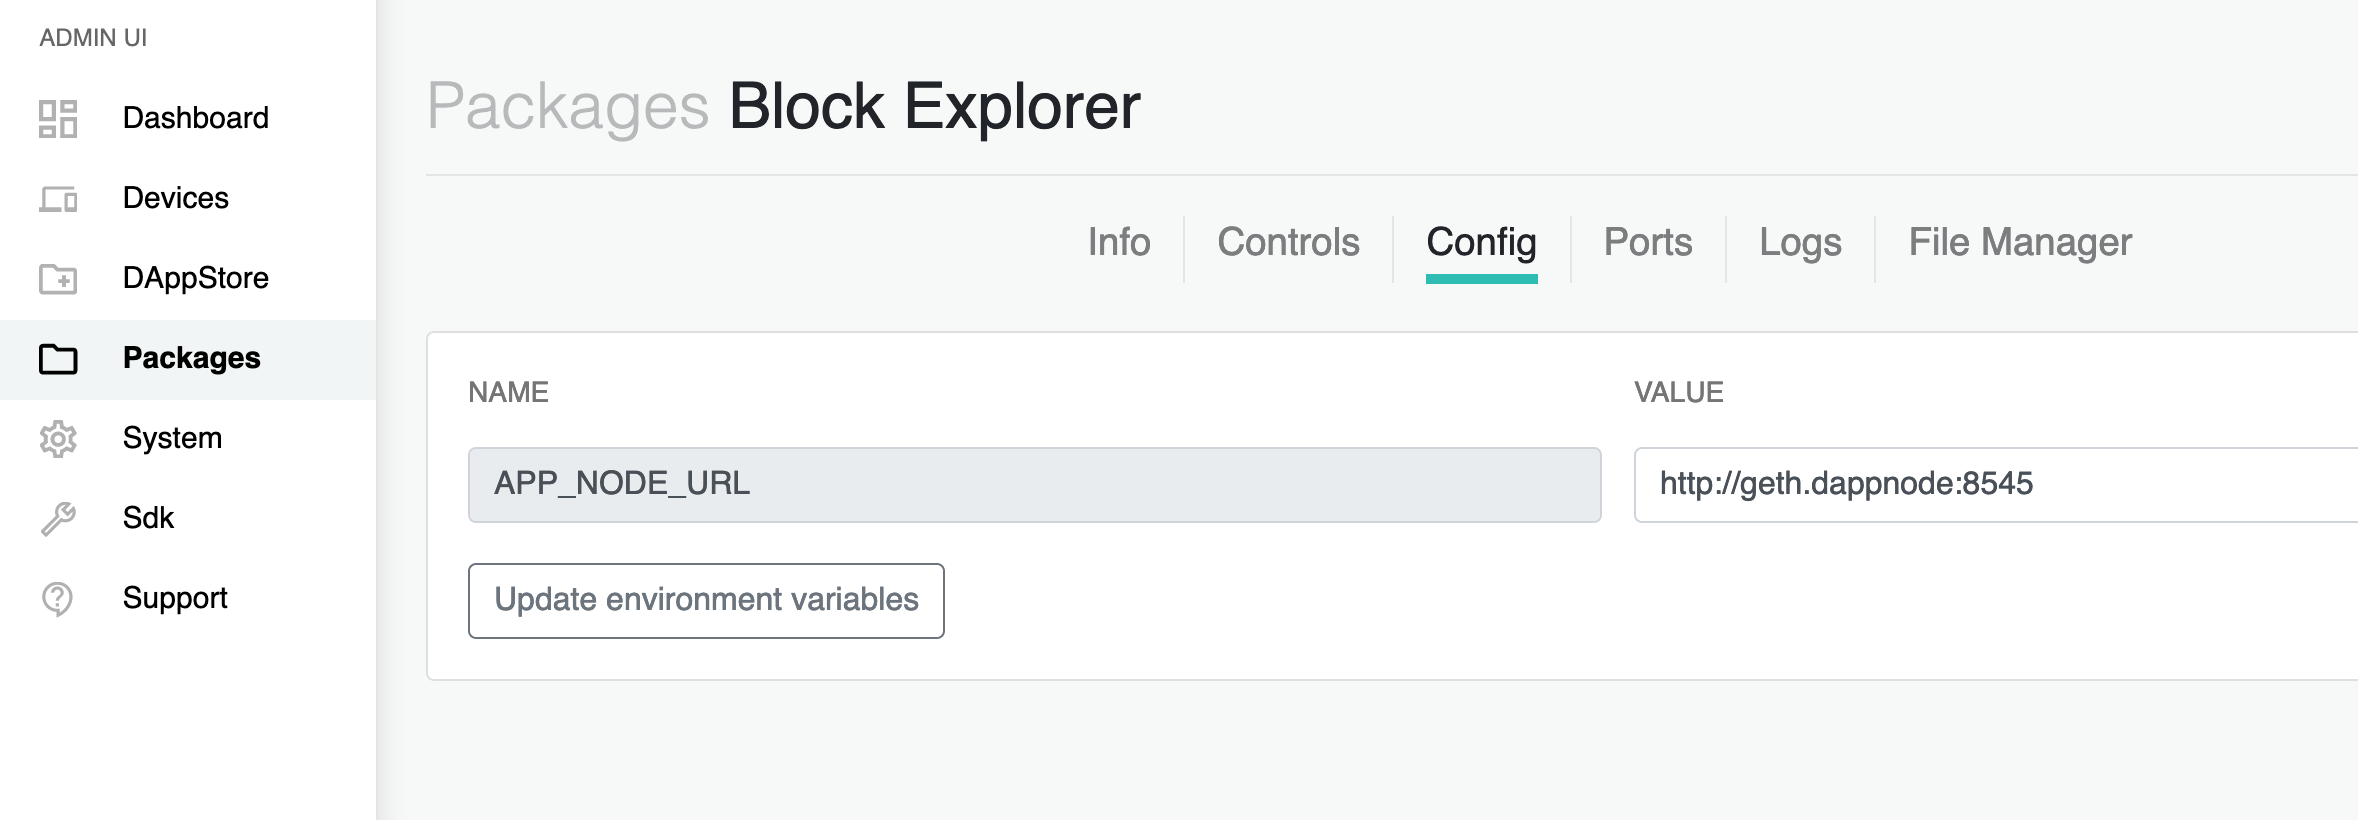 ADMIN UI
Dashboard
Devices
DAppStore
Packages
System
Sdk
Support
Packages Block Explorer
Info Controls Config Ports Logs File Manager
NAME VALUE
APP_NODE_URL http://geth.dappnode:8545
Update environment variables